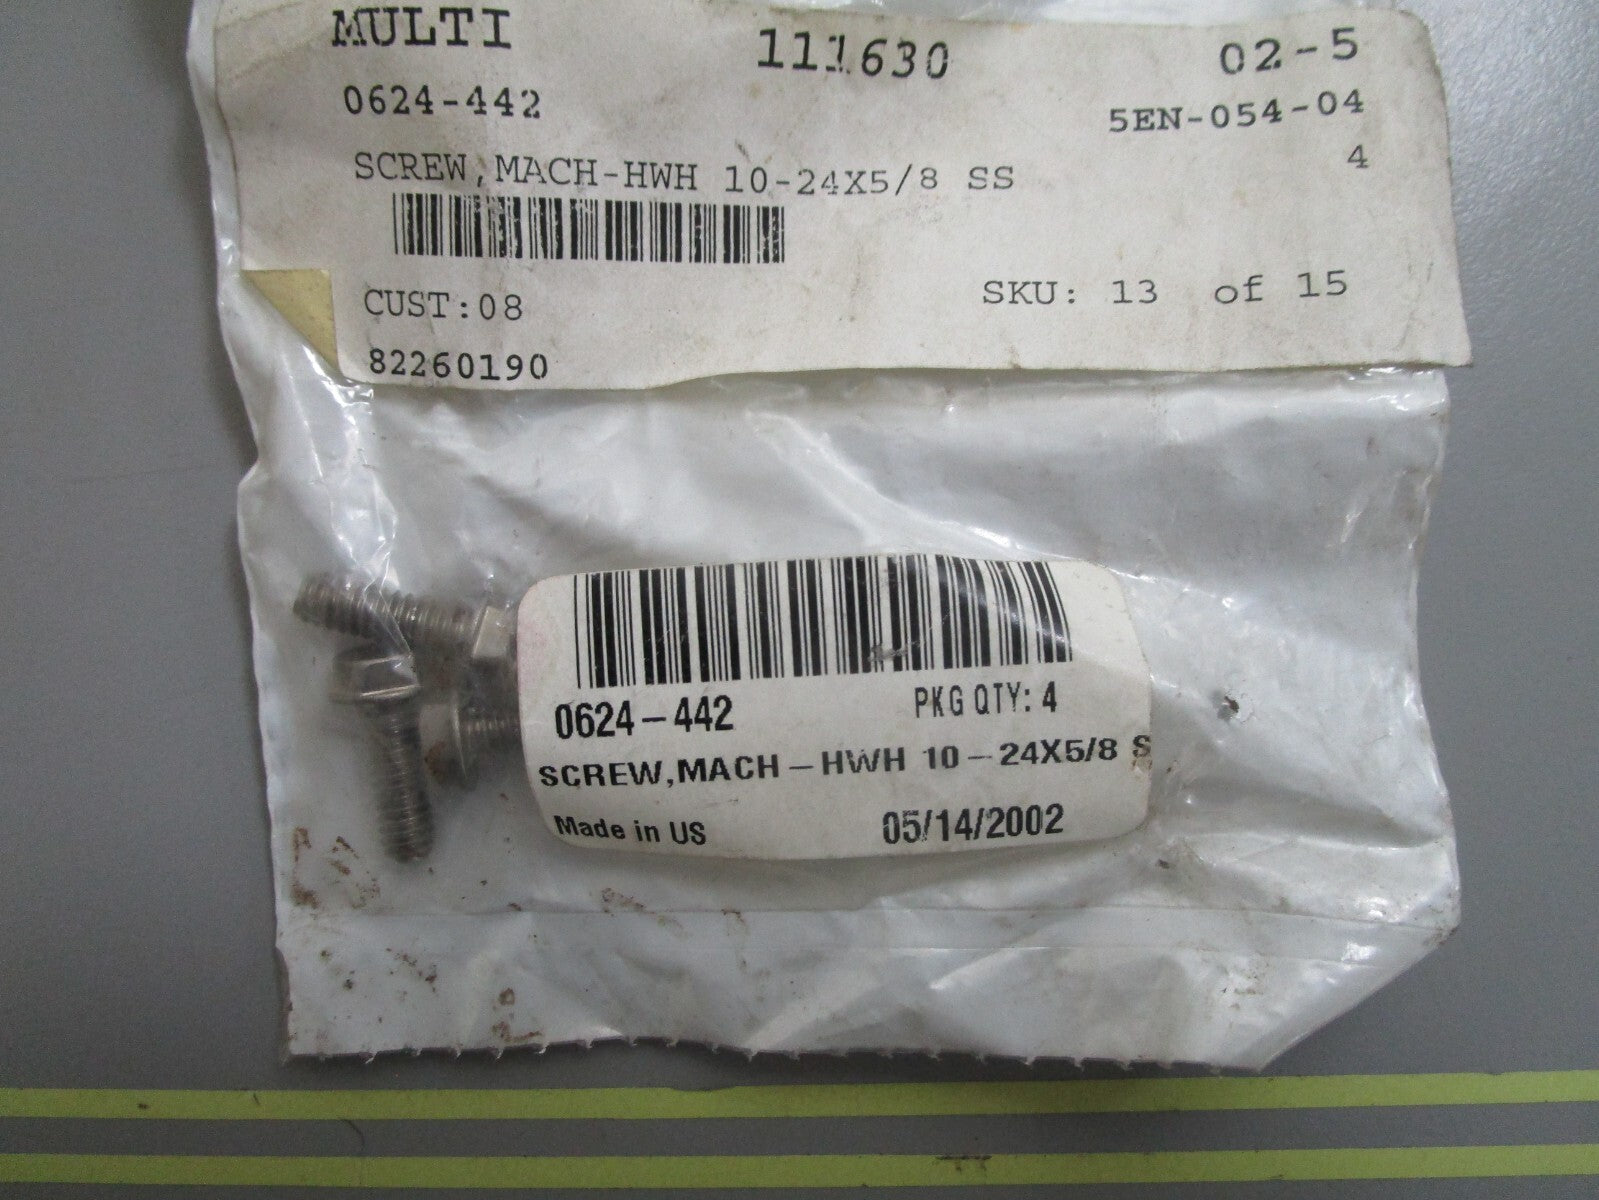 MULTI 111630 02-5
0624-442 5EN-054-04
SCREW,MACH-HWH 10-24X5/8 SS 4
CUST:08 SKU: 13 of 15
82260190
0624-442 PKG QTY: 4
SCREW,MACH-HWH 10-24X5/8 S
Made in US 05/14/2002